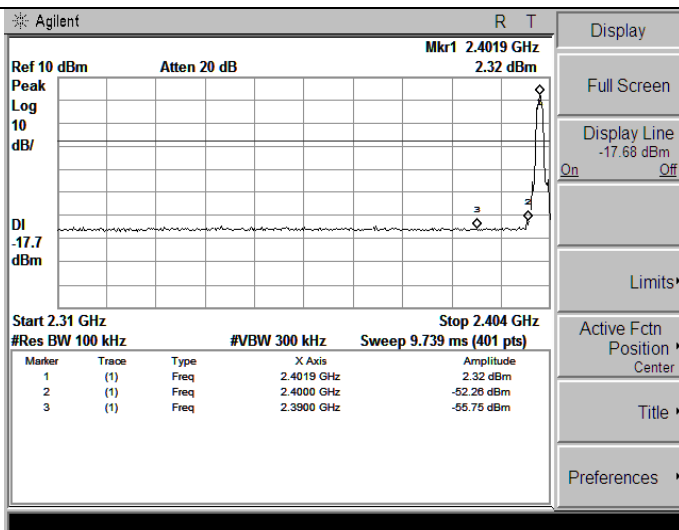 Agilent R T
Mkr1 2.4019 GHz
Ref 10 dBm Atten 20 dB 2.32 dBm
Peak
Log
10
dB/
DI
-17.7
dBm
1
3
2
Start 2.31 GHz Stop 2.404 GHz
#Res BW 100 kHz #VBW 300 kHz Sweep 9.739 ms (401 pts)
Marker Trace Type X Axis Amplitude
1 (1) Freq 2.4019 GHz 2.32 dBm
2 (1) Freq 2.4000 GHz -52.26 dBm
3 (1) Freq 2.3900 GHz -55.75 dBm
Display
Full Screen
Display Line
-17.68 dBm
On Off
Limits
Active Fctn
Position
Center
Title
Preferences